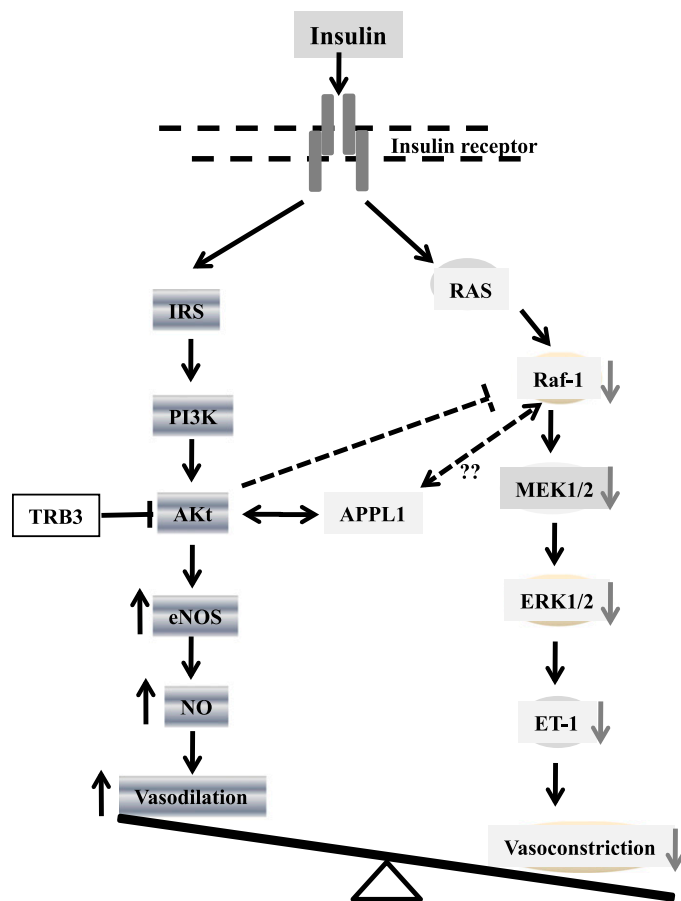 Insulin
Insulin receptor
RAS
IRS
Raf-1
PI3K
??
MEK1/2
TRB3
AKt
APPL1
ERK1/2
eNOS
NO
ET-1
Vasodilation
Vasoconstriction